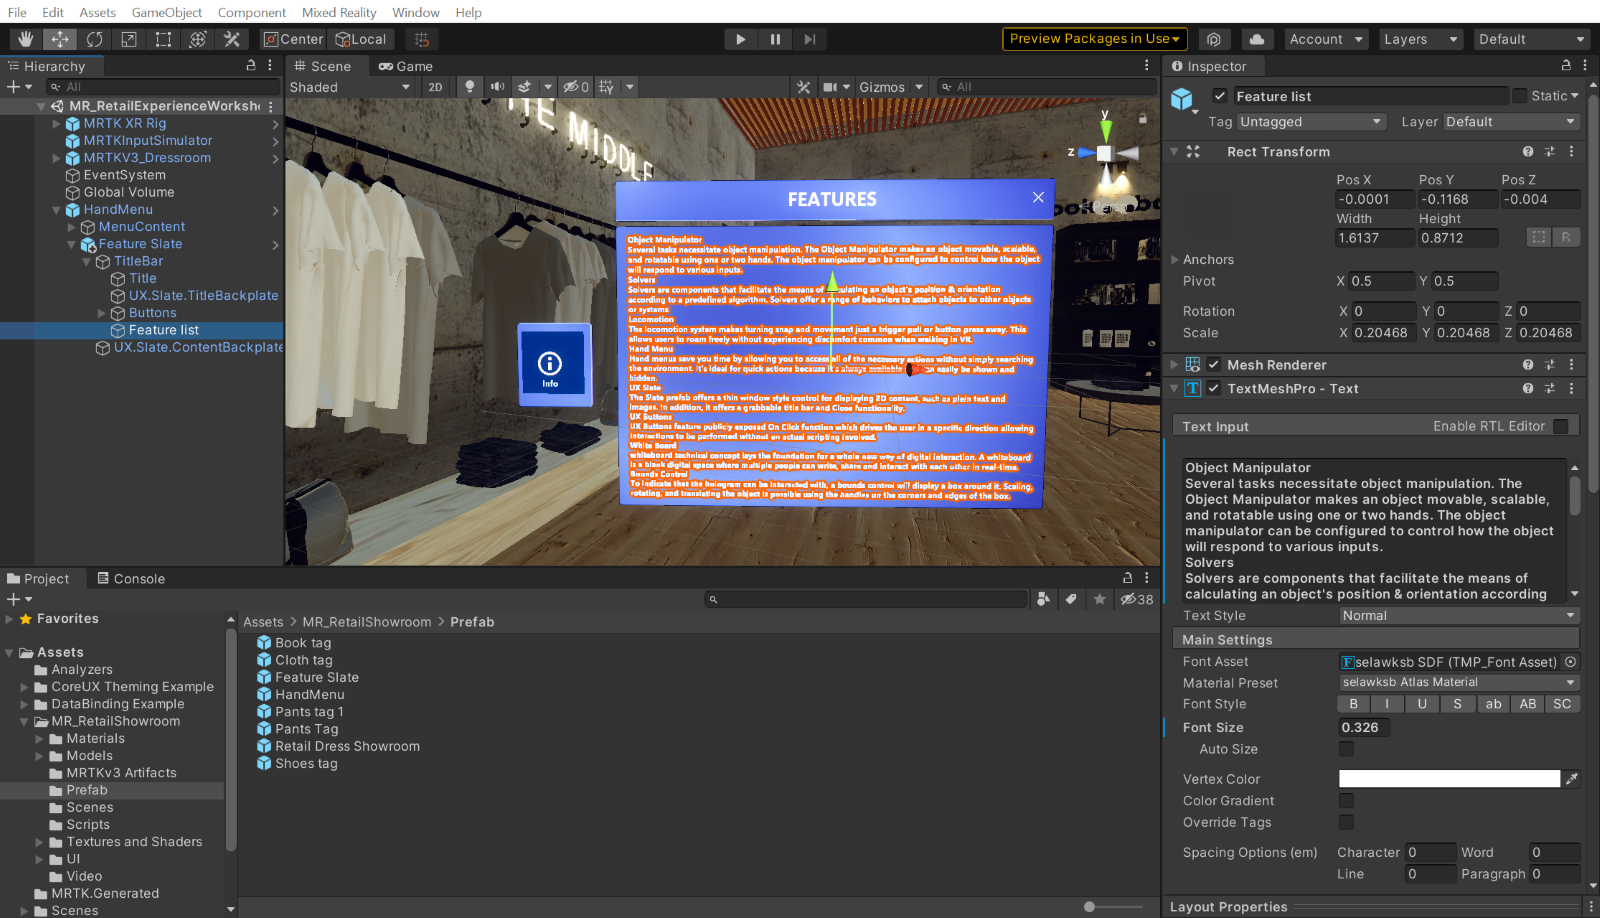 File Edit Assets GameObject Component Mixed Reality Window Help
Center Local
Preview Packages in Use
Account Layers Default
Hierarchy
All
MR_RetailExperienceWorksh
MRTK XR Rig
MRTKInputSimulator
MRTKV3_Dressroom
EventSystem
Global Volume
HandMenu
MenuContent
Feature Slate
TitleBar
Title
UX.Slate.TitleBackplate
Buttons
Feature list
UX.Slate.ContentBackplate
Scene Game
Shaded 2D 0 Gizmos All
MIDDLE
y
z
Persp
FEATURES
Object Manipulator
Several tasks necessitate object manipulation. The Object Manipulator makes an object movable, scalable,
and rotatable using one or two hands. The object manipulator can be configured to control how the object
will respond to various inputs.
Solvers
Solvers are components that facilitate the means of calculating an object's position & orientation
according to a predefined algorithm. Solvers offer a range of behaviors to attach objects to other objects
or systems
Locomotion
The locomotion system makes turning snap and movement just a trigger pull or button press away. This
allows users to roam freely without experiencing discomfort common when walking in VR.
Hand Menu
Hand menus save you time by allowing you to access all of the necessary actions without simply searching
the environment. It's ideal for quick actions because it's always available can easily be shown and
hidden.
UX Slate
The Slate prefab offers a thin window style control for displaying 2D content, such as plain text and
images. In addition, it offers a grabbable title bar and Close functionality.
UX Buttons
UX Buttons feature publicly exposed On Click function which drives the user in a specific direction allowing
interactions to be performed without an actual scripting involved.
White Board
whiteboard technical concept lays the foundation for a whole new way of digital interaction. A whiteboard
is a blank digital space where multiple people can write, share and interact with each other in real-time.
Bounds Control
To indicate that the hologram can be interacted with, a bounds control will display a box around it. Scaling,
rotating, and translating the object is possible using the handles on the corners and edges of the box.
Info
Inspector
Feature list Static
Tag Untagged Layer Default
Rect Transform
Pos X Pos Y Pos Z
-0.0001 -0.1168 -0.004
Width Height
1.6137 0.8712 R
Anchors
Pivot X 0.5 Y 0.5
Rotation X 0 Y 0 Z 0
Scale X 0.20468 Y 0.20468 Z 0.20468
Mesh Renderer
TextMeshPro - Text
Text Input Enable RTL Editor
Object Manipulator
Several tasks necessitate object manipulation. The
Object Manipulator makes an object movable, scalable,
and rotatable using one or two hands. The object
manipulator can be configured to control how the object
will respond to various inputs.
Solvers
Solvers are components that facilitate the means of
calculating an object's position & orientation according
Text Style Normal
Main Settings
Font Asset selawksb SDF (TMP_Font Asset)
Material Preset selawksb Atlas Material
Font Style B I U S ab AB SC
Font Size 0.326
Auto Size
Vertex Color
Color Gradient
Override Tags
Spacing Options (em) Character 0 Word 0
Line 0 Paragraph 0
Layout Properties
Project Console
38
Favorites
Assets
Analyzers
CoreUX Theming Example
DataBinding Example
MR_RetailShowroom
Materials
Models
MRTKv3 Artifacts
Prefab
Scenes
Scripts
Textures and Shaders
UI
Video
MRTK.Generated
Scenes
Assets > MR_RetailShowroom > Prefab
Book tag
Cloth tag
Feature Slate
HandMenu
Pants tag 1
Pants Tag
Retail Dress Showroom
Shoes tag